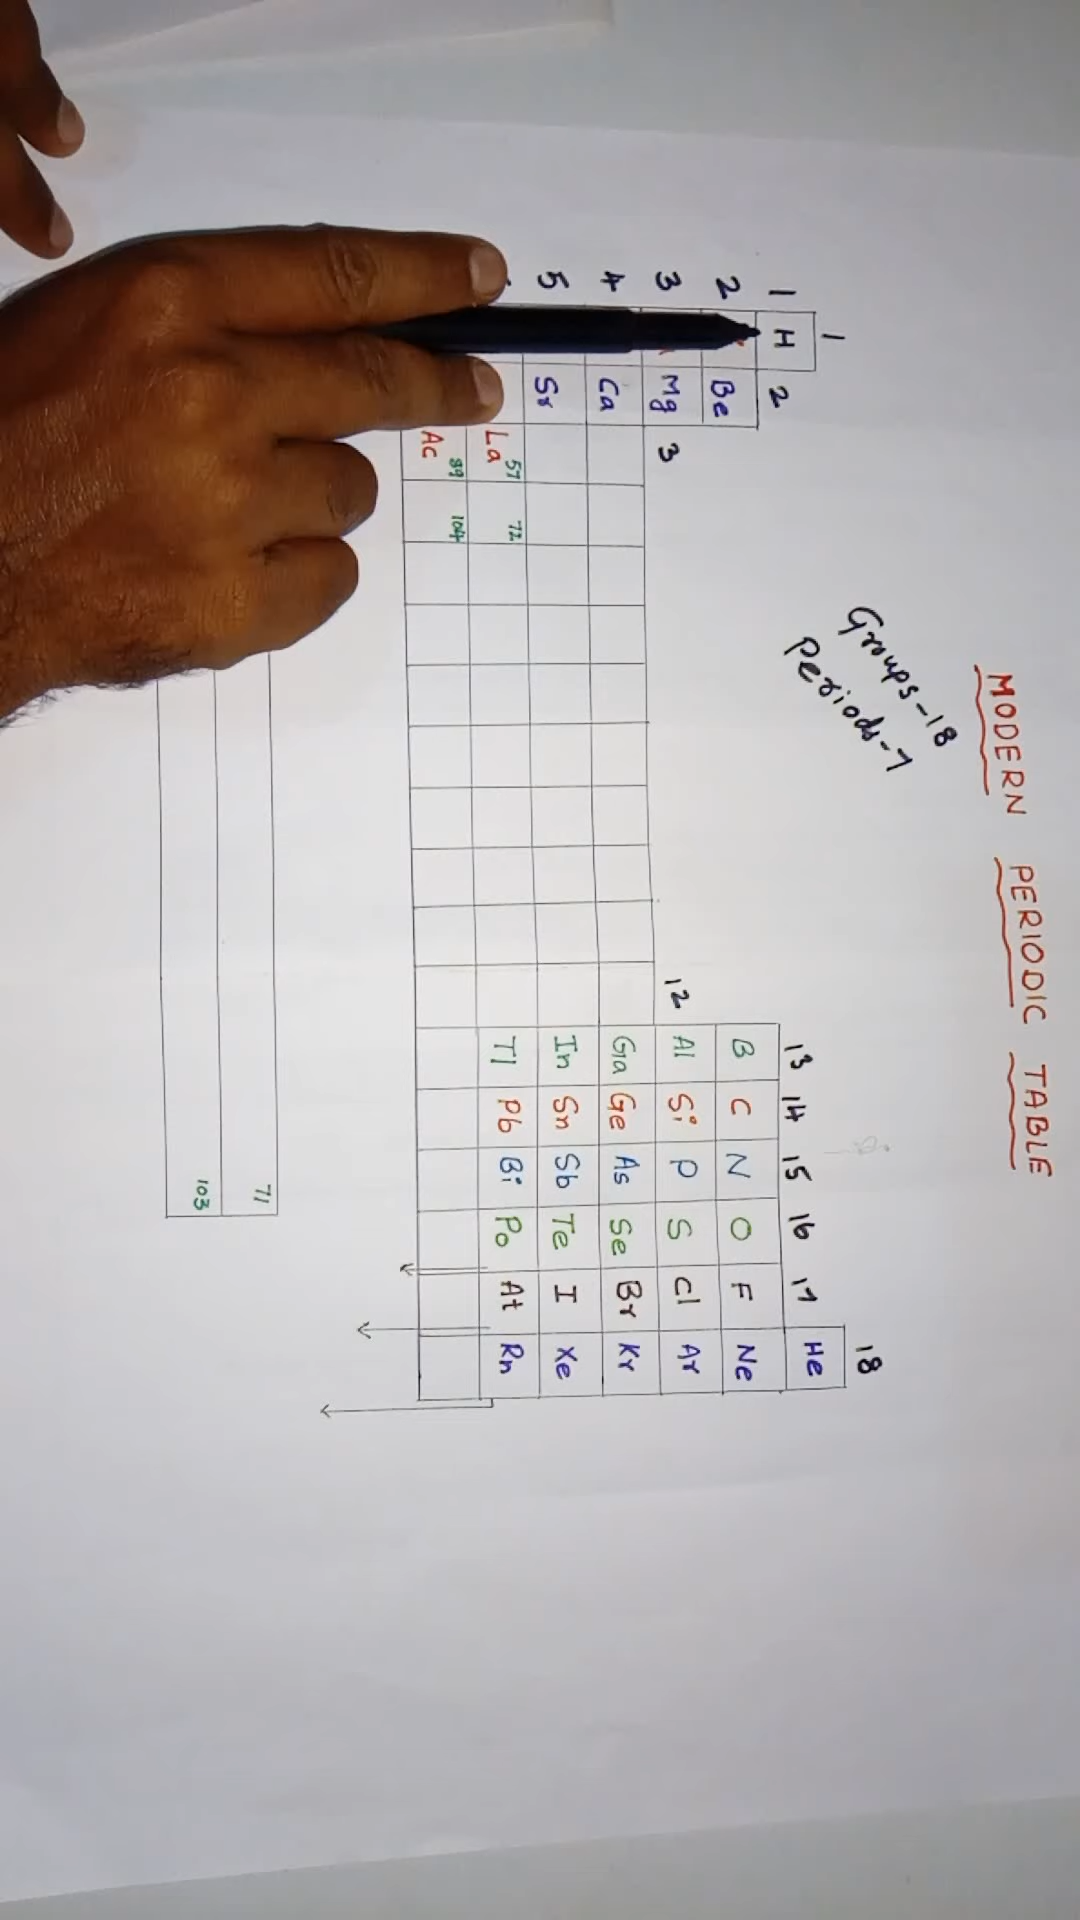 MODERN PERIODIC TABLE
Groups-18
Periods-7
1 18
1 H 2 13 14 15 16 17 He
2 Be B C N O F Ne
3 Mg 3 12 Al Si P S Cl Ar
4 Ca Ga Ge As Se Br Kr
5 Sr In Sn Sb Te I Xe
57 La 72 Tl Pb Bi Po At Rn
89 Ac 104
71
103